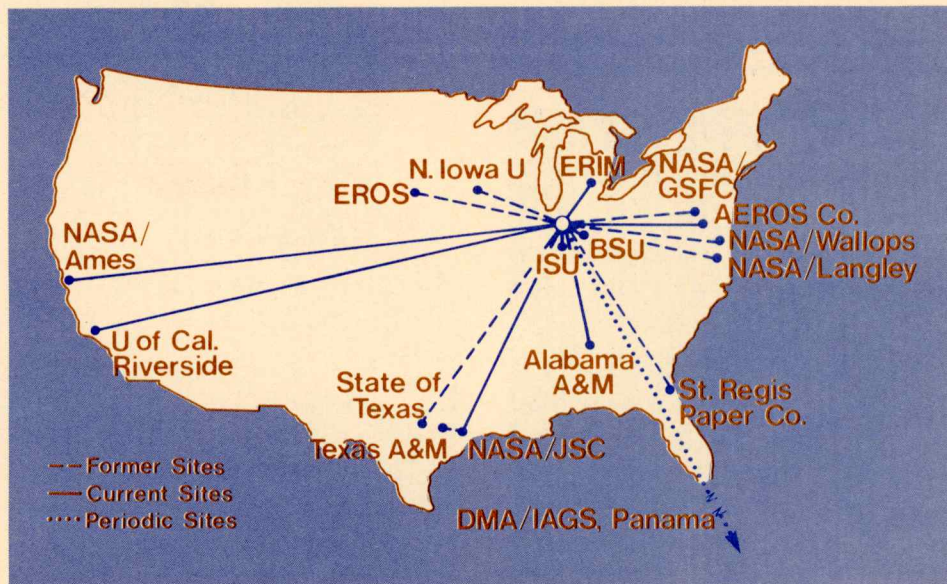 N. Iowa U
ERIM
NASA/
GSFC
EROS
AEROS Co.
NASA/
Ames
BSU
NASA/Wallops
ISU
NASA/Langley
U of Cal.
Riverside
Alabama
A&M
State of
Texas
St. Regis
Paper Co.
Texas A&M
NASA/JSC
Former Sites
Current Sites
Periodic Sites
DMA/IAGS, Panama